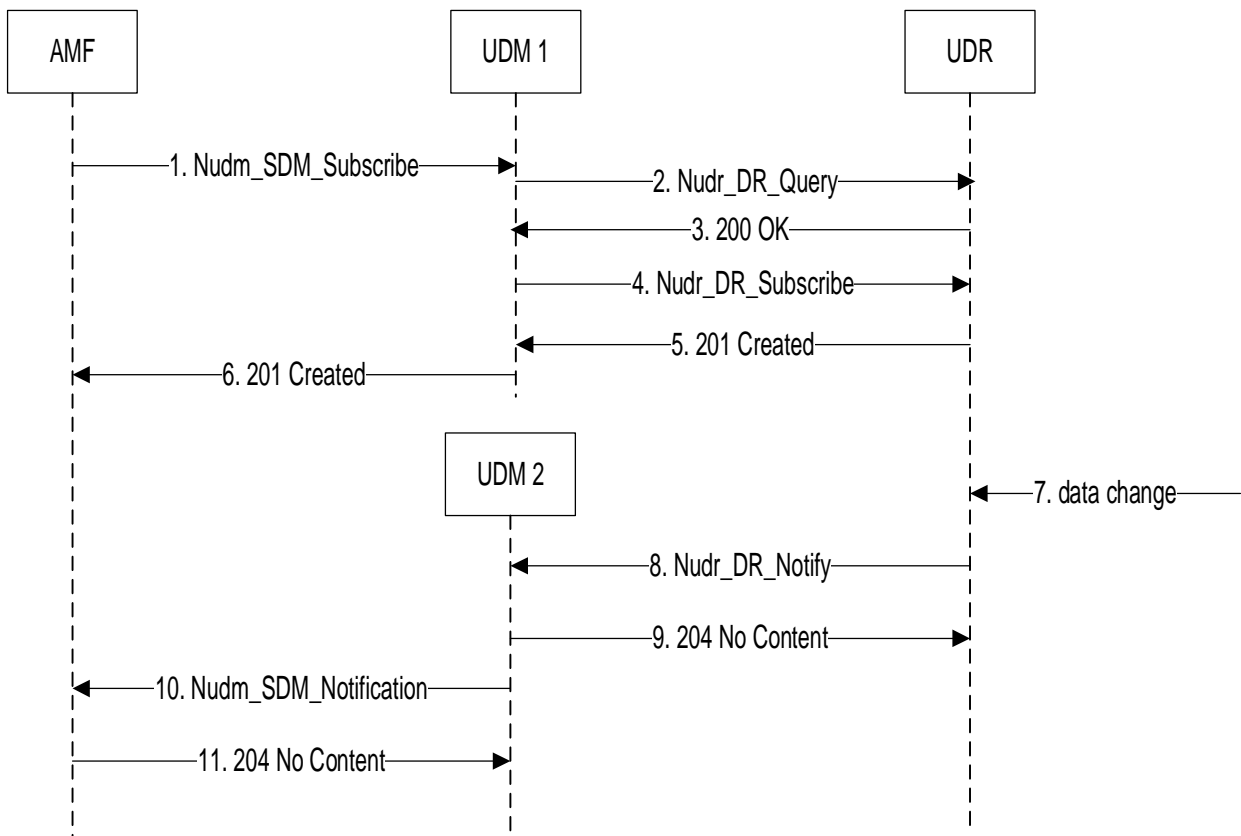 AMF
UDM 1
UDR
1. Nudm_SDM_Subscribe
2. Nudr_DR_Query
3. 200 OK
4. Nudr_DR_Subscribe
5. 201 Created
6. 201 Created
UDM 2
7. data change
8. Nudr_DR_Notify
9. 204 No Content
10. Nudm_SDM_Notification
11. 204 No Content